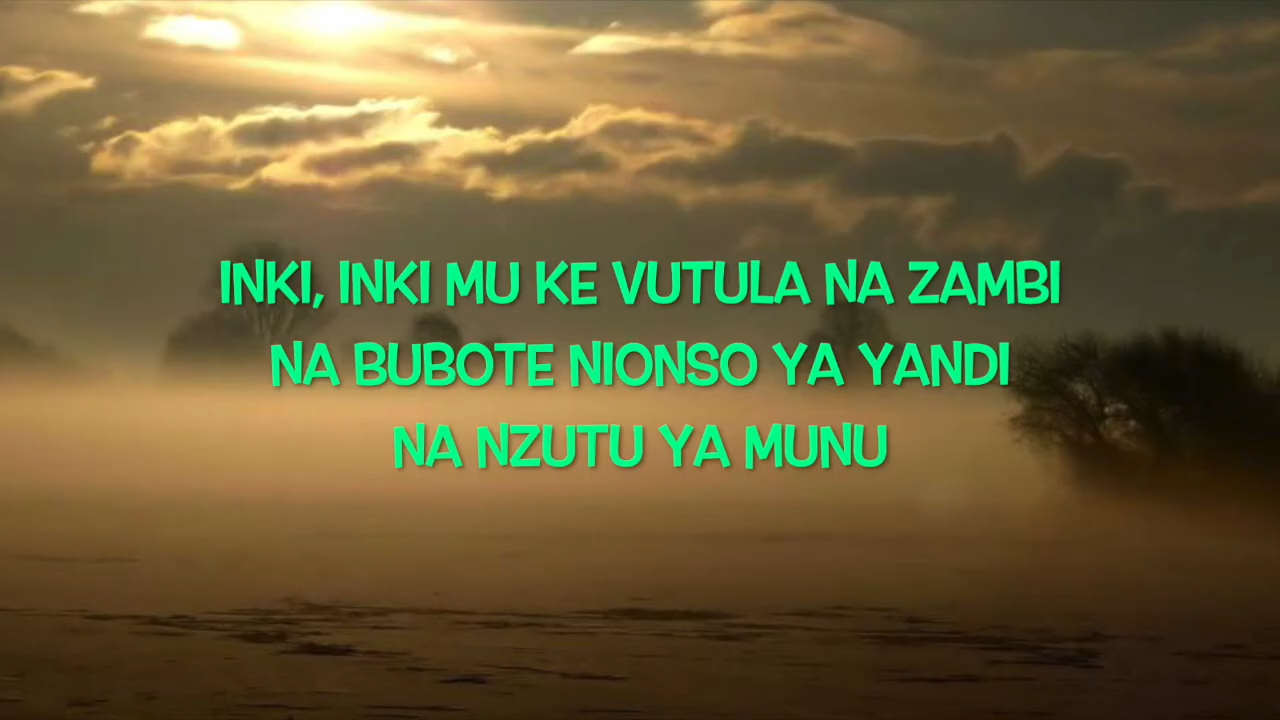 INKI, INKI MU KE VUTULA NA ZAMBI
NA BUBOTE NIONSO YA YANDI
NA NZUTU YA MUNU